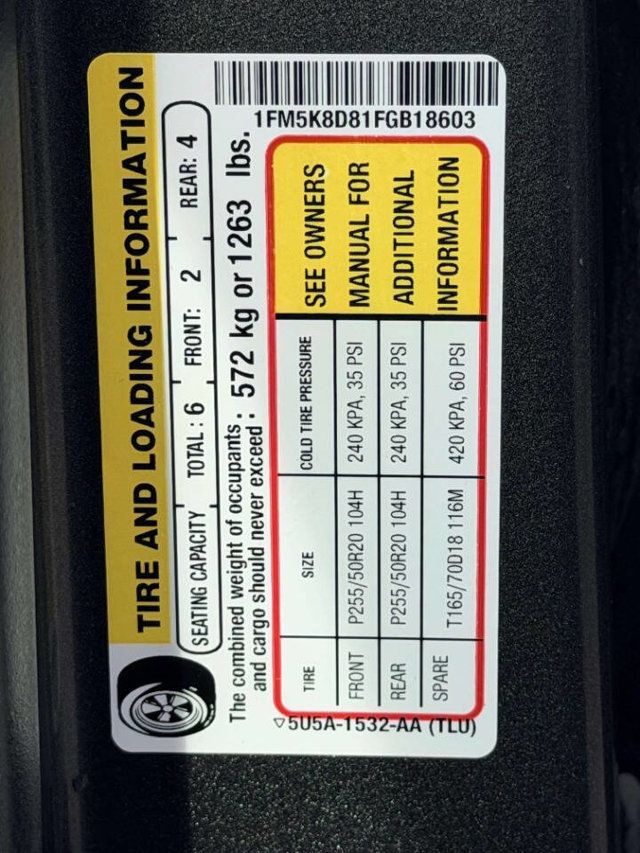 TIRE AND LOADING INFORMATION
SEATING CAPACITY TOTAL : 6 FRONT: 2 REAR: 4
The combined weight of occupants
and cargo should never exceed : 572 kg or 1263 lbs.
1FM5K8D81FGB18603
TIRE SIZE COLD TIRE PRESSURE SEE OWNERS
FRONT P255/50R20 104H 240 KPA, 35 PSI MANUAL FOR
REAR P255/50R20 104H 240 KPA, 35 PSI ADDITIONAL
SPARE T165/70D18 116M 420 KPA, 60 PSI INFORMATION
5U5A-1532-AA (TLU)